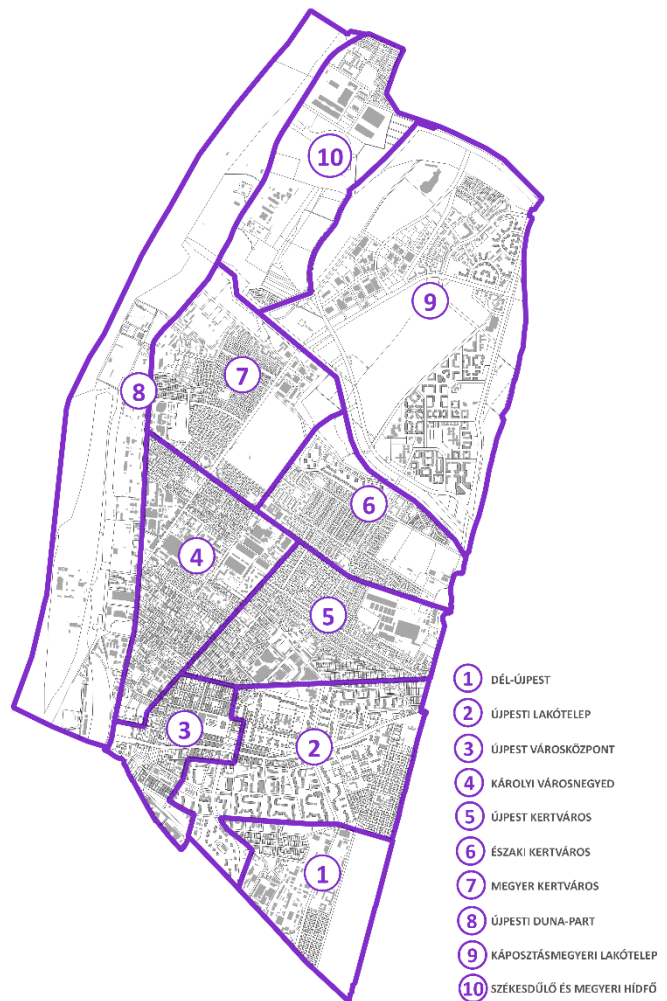 10
9
7
8
6
4
5
3
2
1
1 DÉL-ÚJPEST
2 ÚJPESTI LAKÓTELEP
3 ÚJPEST VÁROSKÖZPONT
4 KÁROLYI VÁROSNEGYED
5 ÚJPEST KERTVÁROS
6 ÉSZAKI KERTVÁROS
7 MEGYER KERTVÁROS
8 ÚJPESTI DUNA-PART
9 KÁPOSZTÁSMEGYERI LAKÓTELEP
10 SZÉKESDŰLŐ ÉS MEGYERI HÍDFŐ